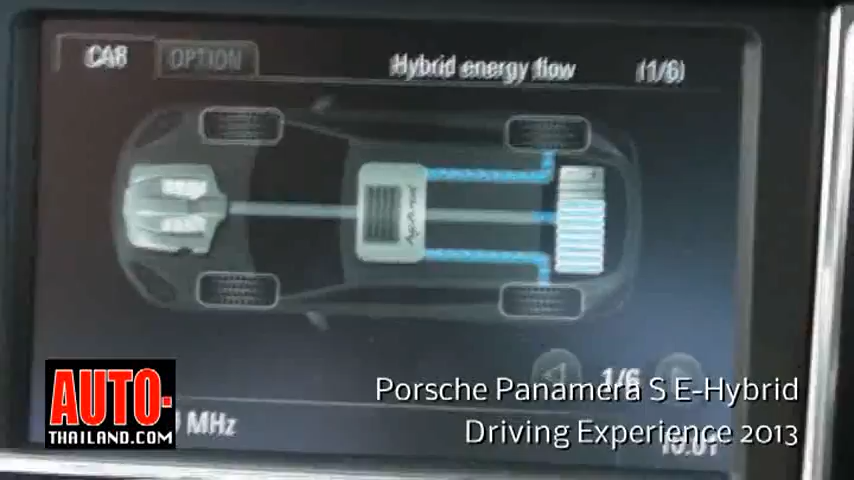 CAR
OPTION
Hybrid energy flow
(1/6)
1/6
MHz
AUTO-
THAILAND.COM
Porsche Panamera S E-Hybrid
Driving Experience 2013